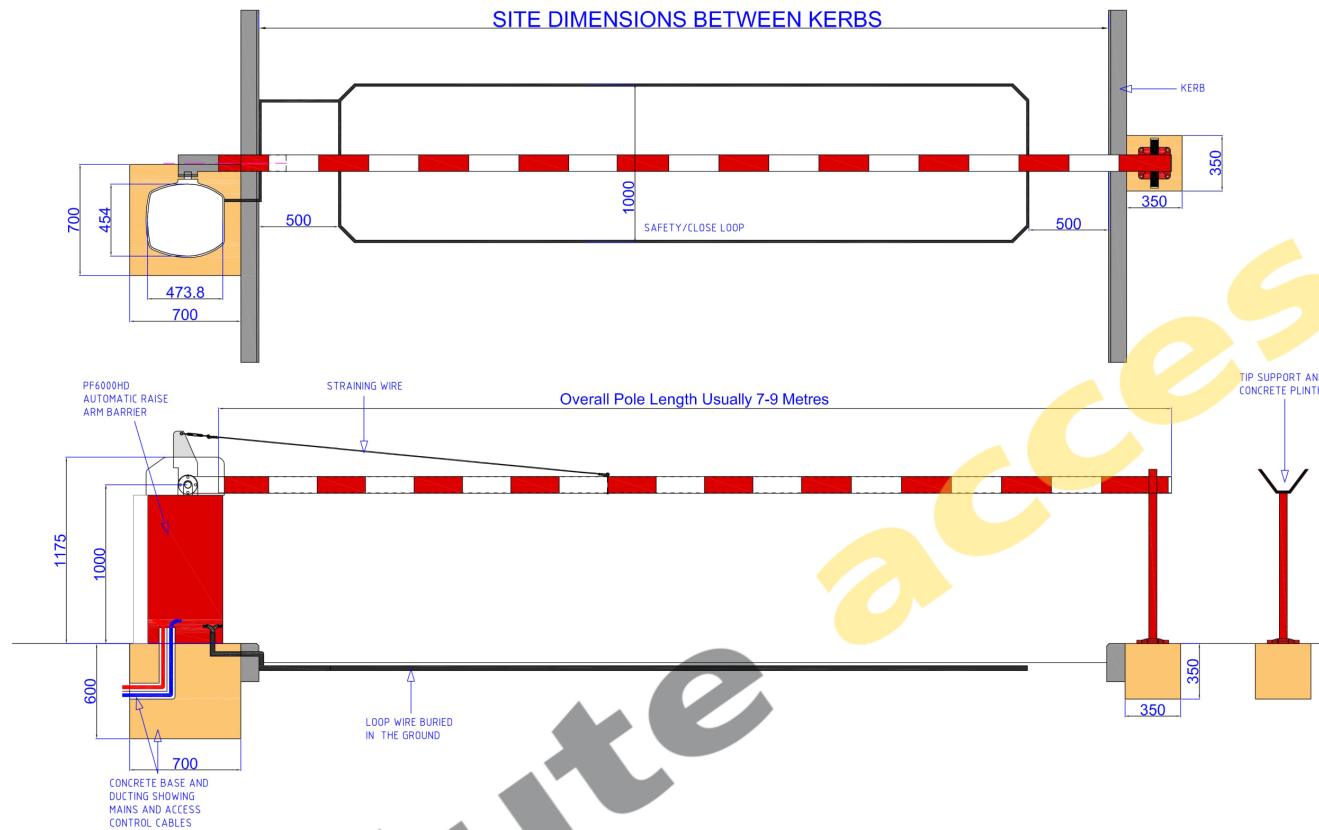 SITE DIMENSIONS BETWEEN KERBS
KERB
350
350
700
454
500
1000
SAFETY/CLOSE LOOP
500
473.8
700
PF6000HD
AUTOMATIC RAISE
ARM BARRIER
STRAINING WIRE
Overall Pole Length Usually 7-9 Metres
TIP SUPPORT AN
CONCRETE PLINTH
acces
1175
1000
600
350
350
LOOP WIRE BURIED
IN THE GROUND
700
CONCRETE BASE AND
DUCTING SHOWING
MAINS AND ACCESS
CONTROL CABLES
ute